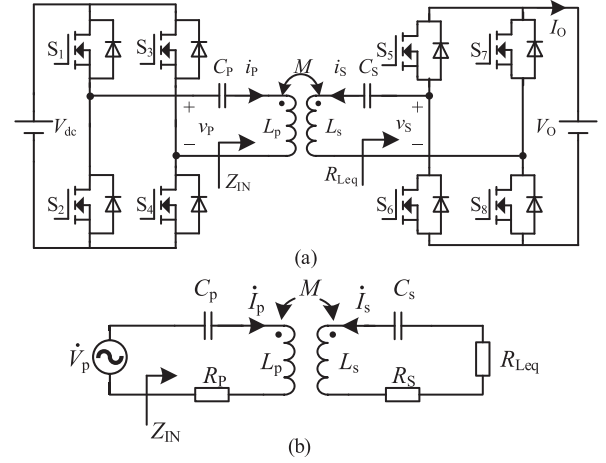 S1
S3
CP
iP
M
iS
CS
S5
S7
IO
Vdc
+
vP
−
Lp
Ls
+
vS
−
VO
ZIN
RLeq
S2
S4
S6
S8
(a)
Cp
İp
M
İs
Cs
V̇p
Lp
Ls
RLeq
RP
RS
ZIN
(b)